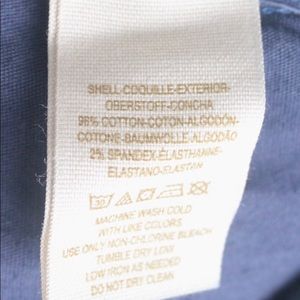 SHELL-COQUILLE-EXTERIOR-
OBERSTOFF-CONCHA
98% COTTON-COTON-ALGODÓN-
COTONE-BAUMWOLLE-ALGODÃO
2% SPANDEX-ÉLASTHANNE-
ELASTANO-ELASTAN
MACHINE WASH COLD
WITH LIKE COLORS.
USE ONLY NON-CHLORINE BLEACH
TUMBLE DRY LOW
LOW IRON AS NEEDED
DO NOT DRY CLEAN